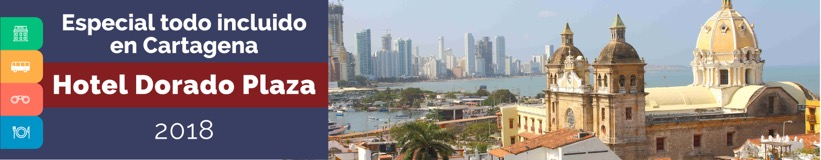 Especial todo incluido
en Cartagena
Hotel Dorado Plaza
2018